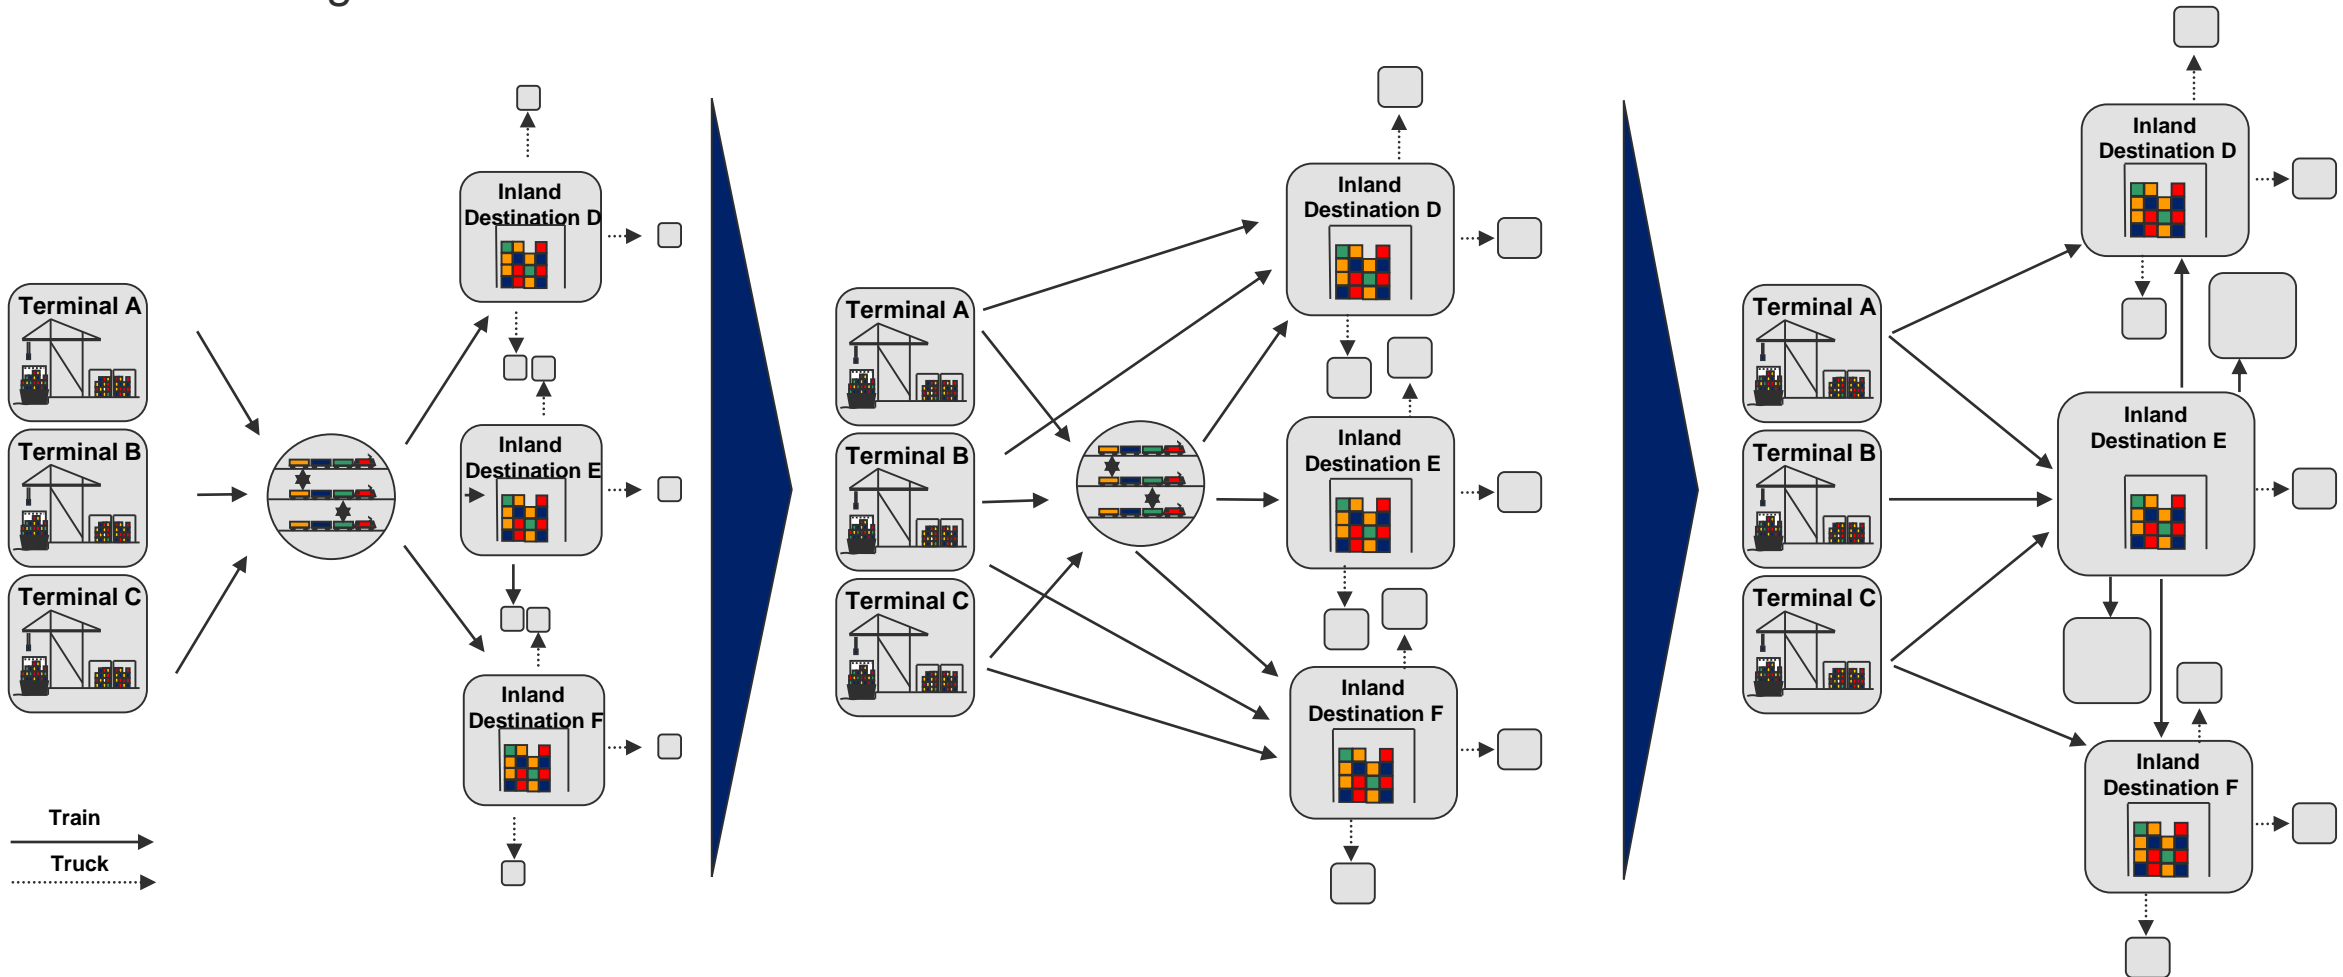 Terminal A
Terminal B
Terminal C
Inland
Destination D
Inland
Destination E
Inland
Destination F
Train
Truck
Terminal A
Terminal B
Terminal C
Inland
Destination D
Inland
Destination E
Inland
Destination F
Terminal A
Terminal B
Terminal C
Inland
Destination D
Inland
Destination E
Inland
Destination F